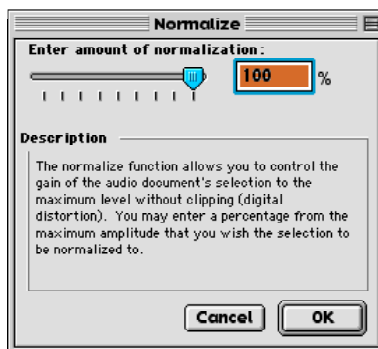 Normalize
Enter amount of normalization:
100 %
Description
The normalize function allows you to control the
gain of the audio document's selection to the
maximum level without clipping (digital
distortion). You may enter a percentage from the
maximum amplitude that you wish the selection to
be normalized to.
Cancel OK